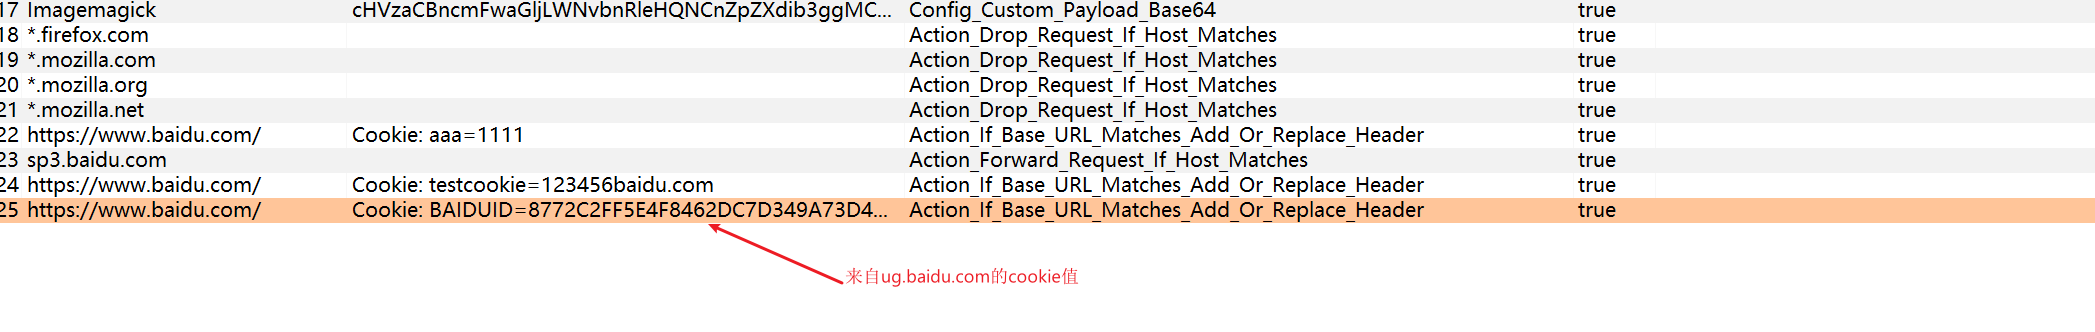 17 Imagemagick cHVzaCBncmFwaGljLWNvbnRleHQNCnZpZXdib3ggMC... Config_Custom_Payload_Base64 true
18 *.firefox.com Action_Drop_Request_If_Host_Matches true
19 *.mozilla.com Action_Drop_Request_If_Host_Matches true
20 *.mozilla.org Action_Drop_Request_If_Host_Matches true
21 *.mozilla.net Action_Drop_Request_If_Host_Matches true
22 https://www.baidu.com/ Cookie: aaa=1111 Action_If_Base_URL_Matches_Add_Or_Replace_Header true
23 sp3.baidu.com Action_Forward_Request_If_Host_Matches true
24 https://www.baidu.com/ Cookie: testcookie=123456baidu.com Action_If_Base_URL_Matches_Add_Or_Replace_Header true
25 https://www.baidu.com/ Cookie: BAIDUID=8772C2FF5E4F8462DC7D349A73D4... Action_If_Base_URL_Matches_Add_Or_Replace_Header true
来自ug.baidu.com的cookie值